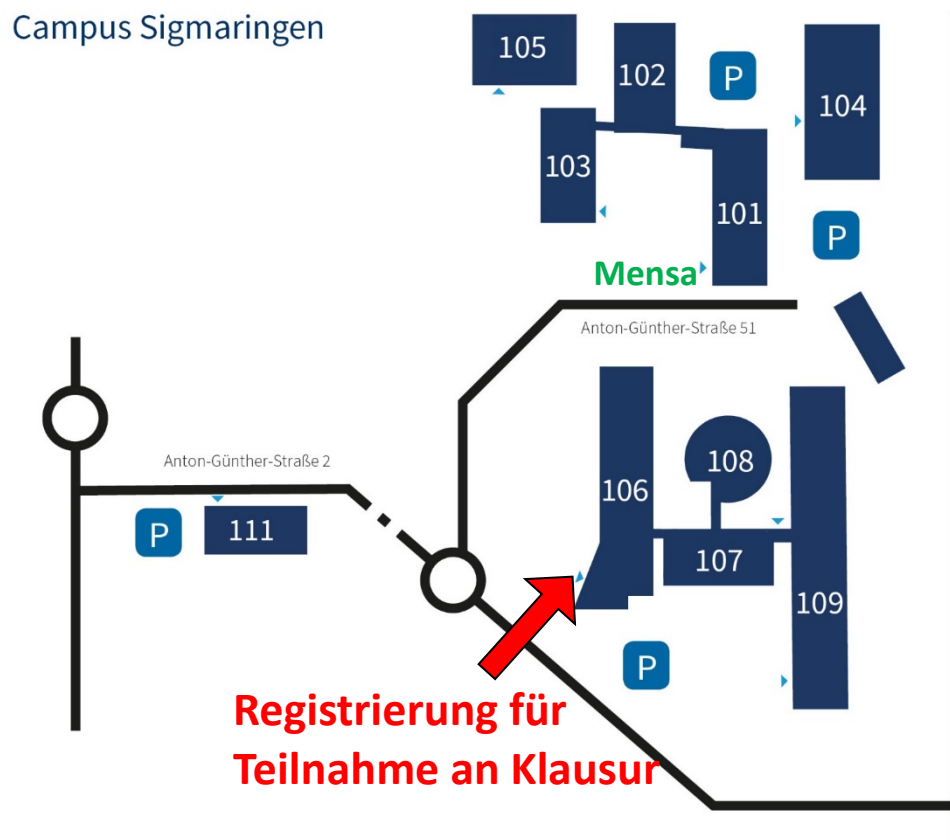 Campus Sigmaringen
105
102
P
104
103
101
P
Mensa
Anton-Günther-Straße 51
Anton-Günther-Straße 2
108
106
P
111
107
109
P
Registrierung für
Teilnahme an Klausur